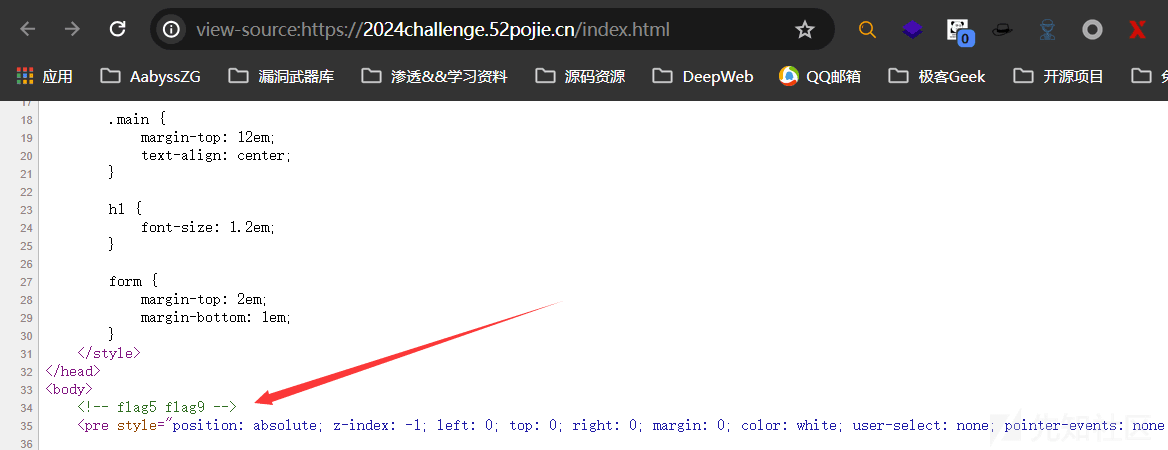 view-source:https://2024challenge.52pojie.cn/index.html
0
应用 AabyssZG 漏洞武器库 渗透&&学习资料 源码资源 DeepWeb QQ邮箱 极客Geek 开源项目
17
18 .main {
19 margin-top: 12em;
20 text-align: center;
21 }
22
23 h1 {
24 font-size: 1.2em;
25 }
26
27 form {
28 margin-top: 2em;
29 margin-bottom: 1em;
30 }
31 </style>
32 </head>
33 <body>
34 <!-- flag5 flag9 -->
35 <pre style="position: absolute; z-index: -1; left: 0; top: 0; right: 0; margin: 0; color: white; user-select: none; pointer-events: none
36
先知社区